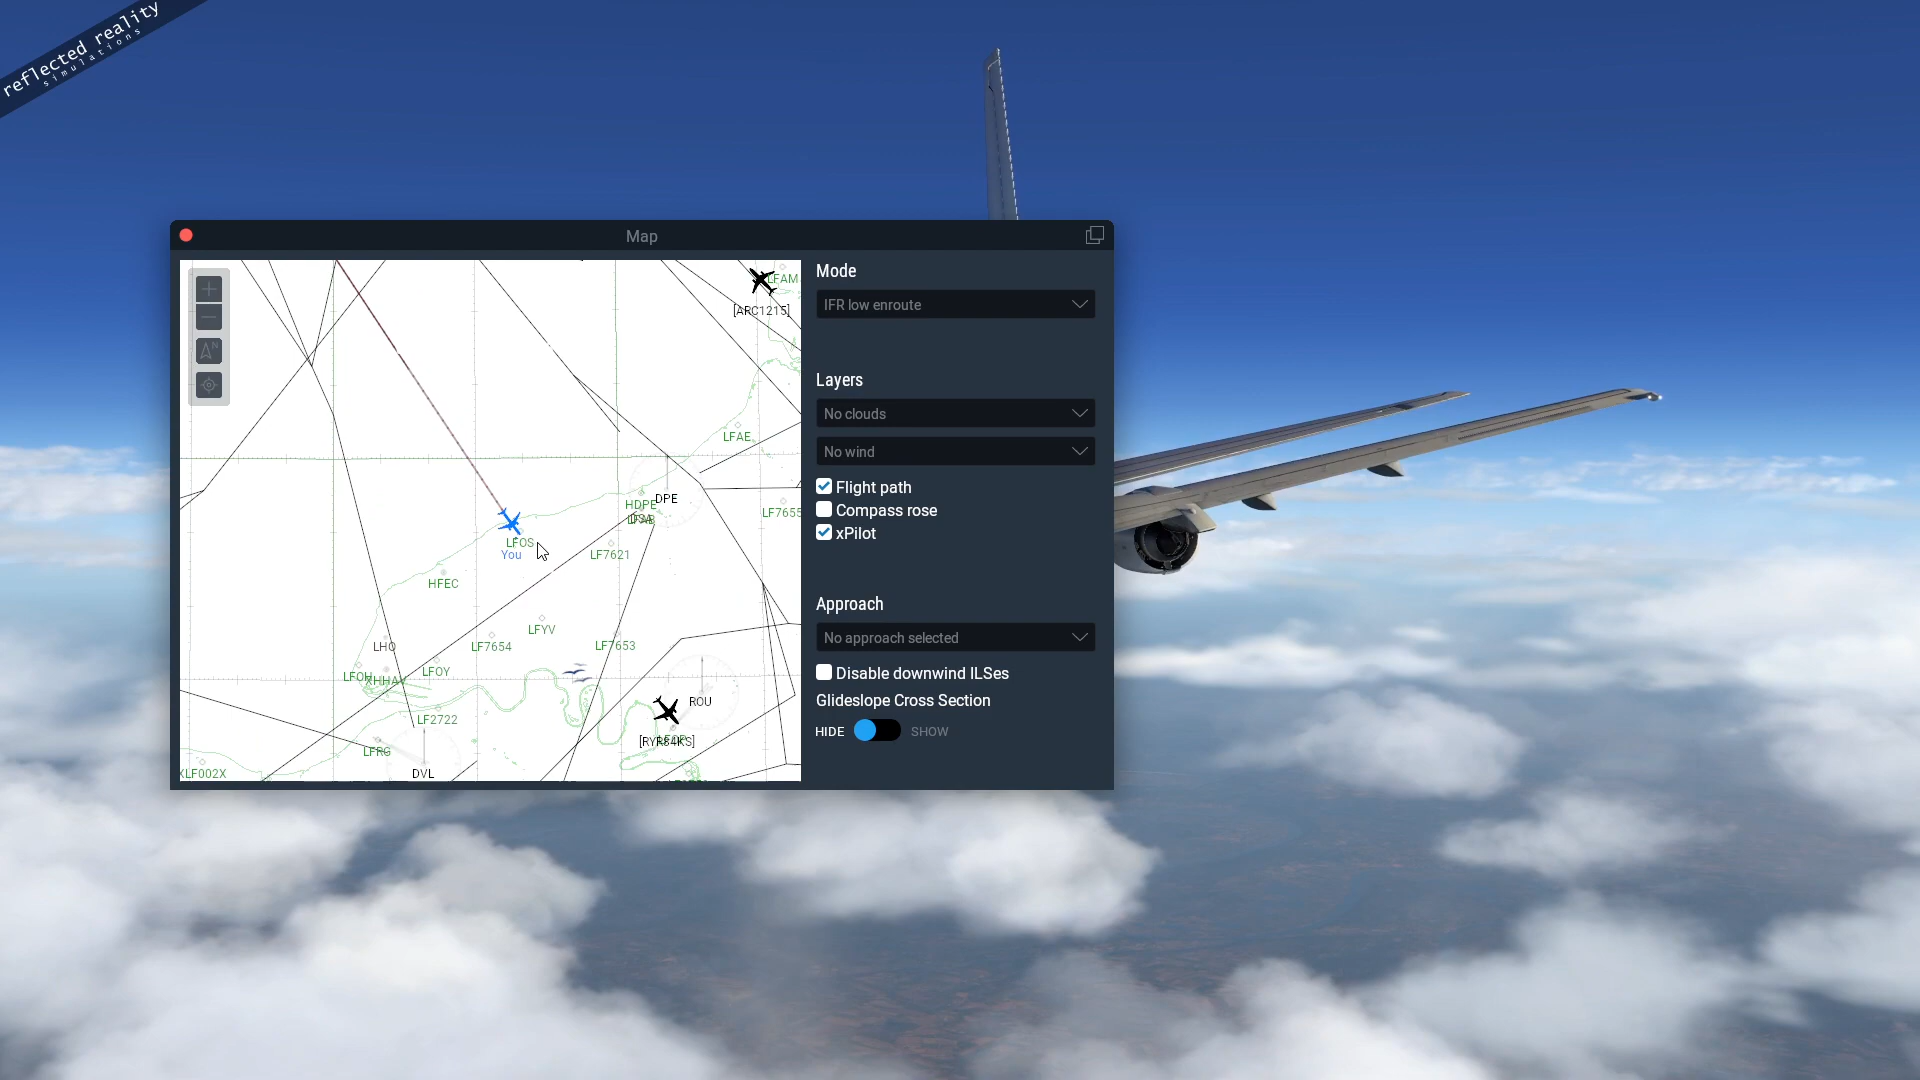 reflected reality
simulations
Map
LFAM
[ARC1215]
LFAE
DPE
HDPE
LF7655
LFOS
You
LF7621
HFEC
LFYV
LHO
LF7654
LF7653
LFOY
LFOH
XHHAV
ROU
LF2722
[RYR54KS]
LFRG
XLF002X
DVL
Mode
IFR low enroute
Layers
No clouds
No wind
Flight path
Compass rose
xPilot
Approach
No approach selected
Disable downwind ILSes
Glideslope Cross Section
HIDE SHOW